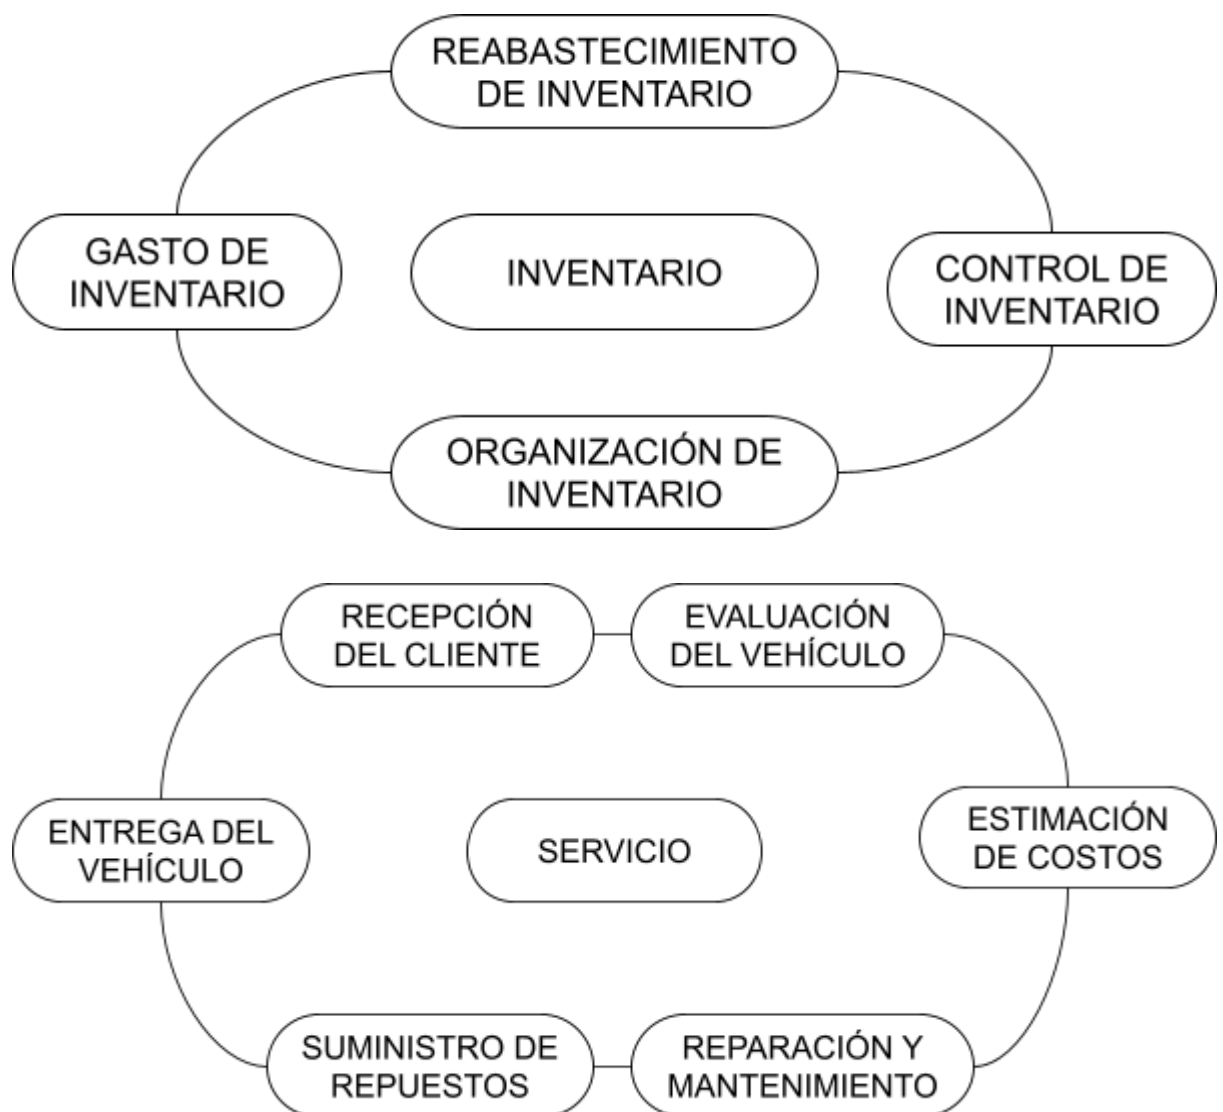 REABASTECIMIENTO
DE INVENTARIO
GASTO DE
INVENTARIO
INVENTARIO
CONTROL DE
INVENTARIO
ORGANIZACIÓN DE
INVENTARIO
RECEPCIÓN
DEL CLIENTE
EVALUACIÓN
DEL VEHÍCULO
ENTREGA DEL
VEHÍCULO
SERVICIO
ESTIMACIÓN
DE COSTOS
SUMINISTRO DE
REPUESTOS
REPARACIÓN Y
MANTENIMIENTO